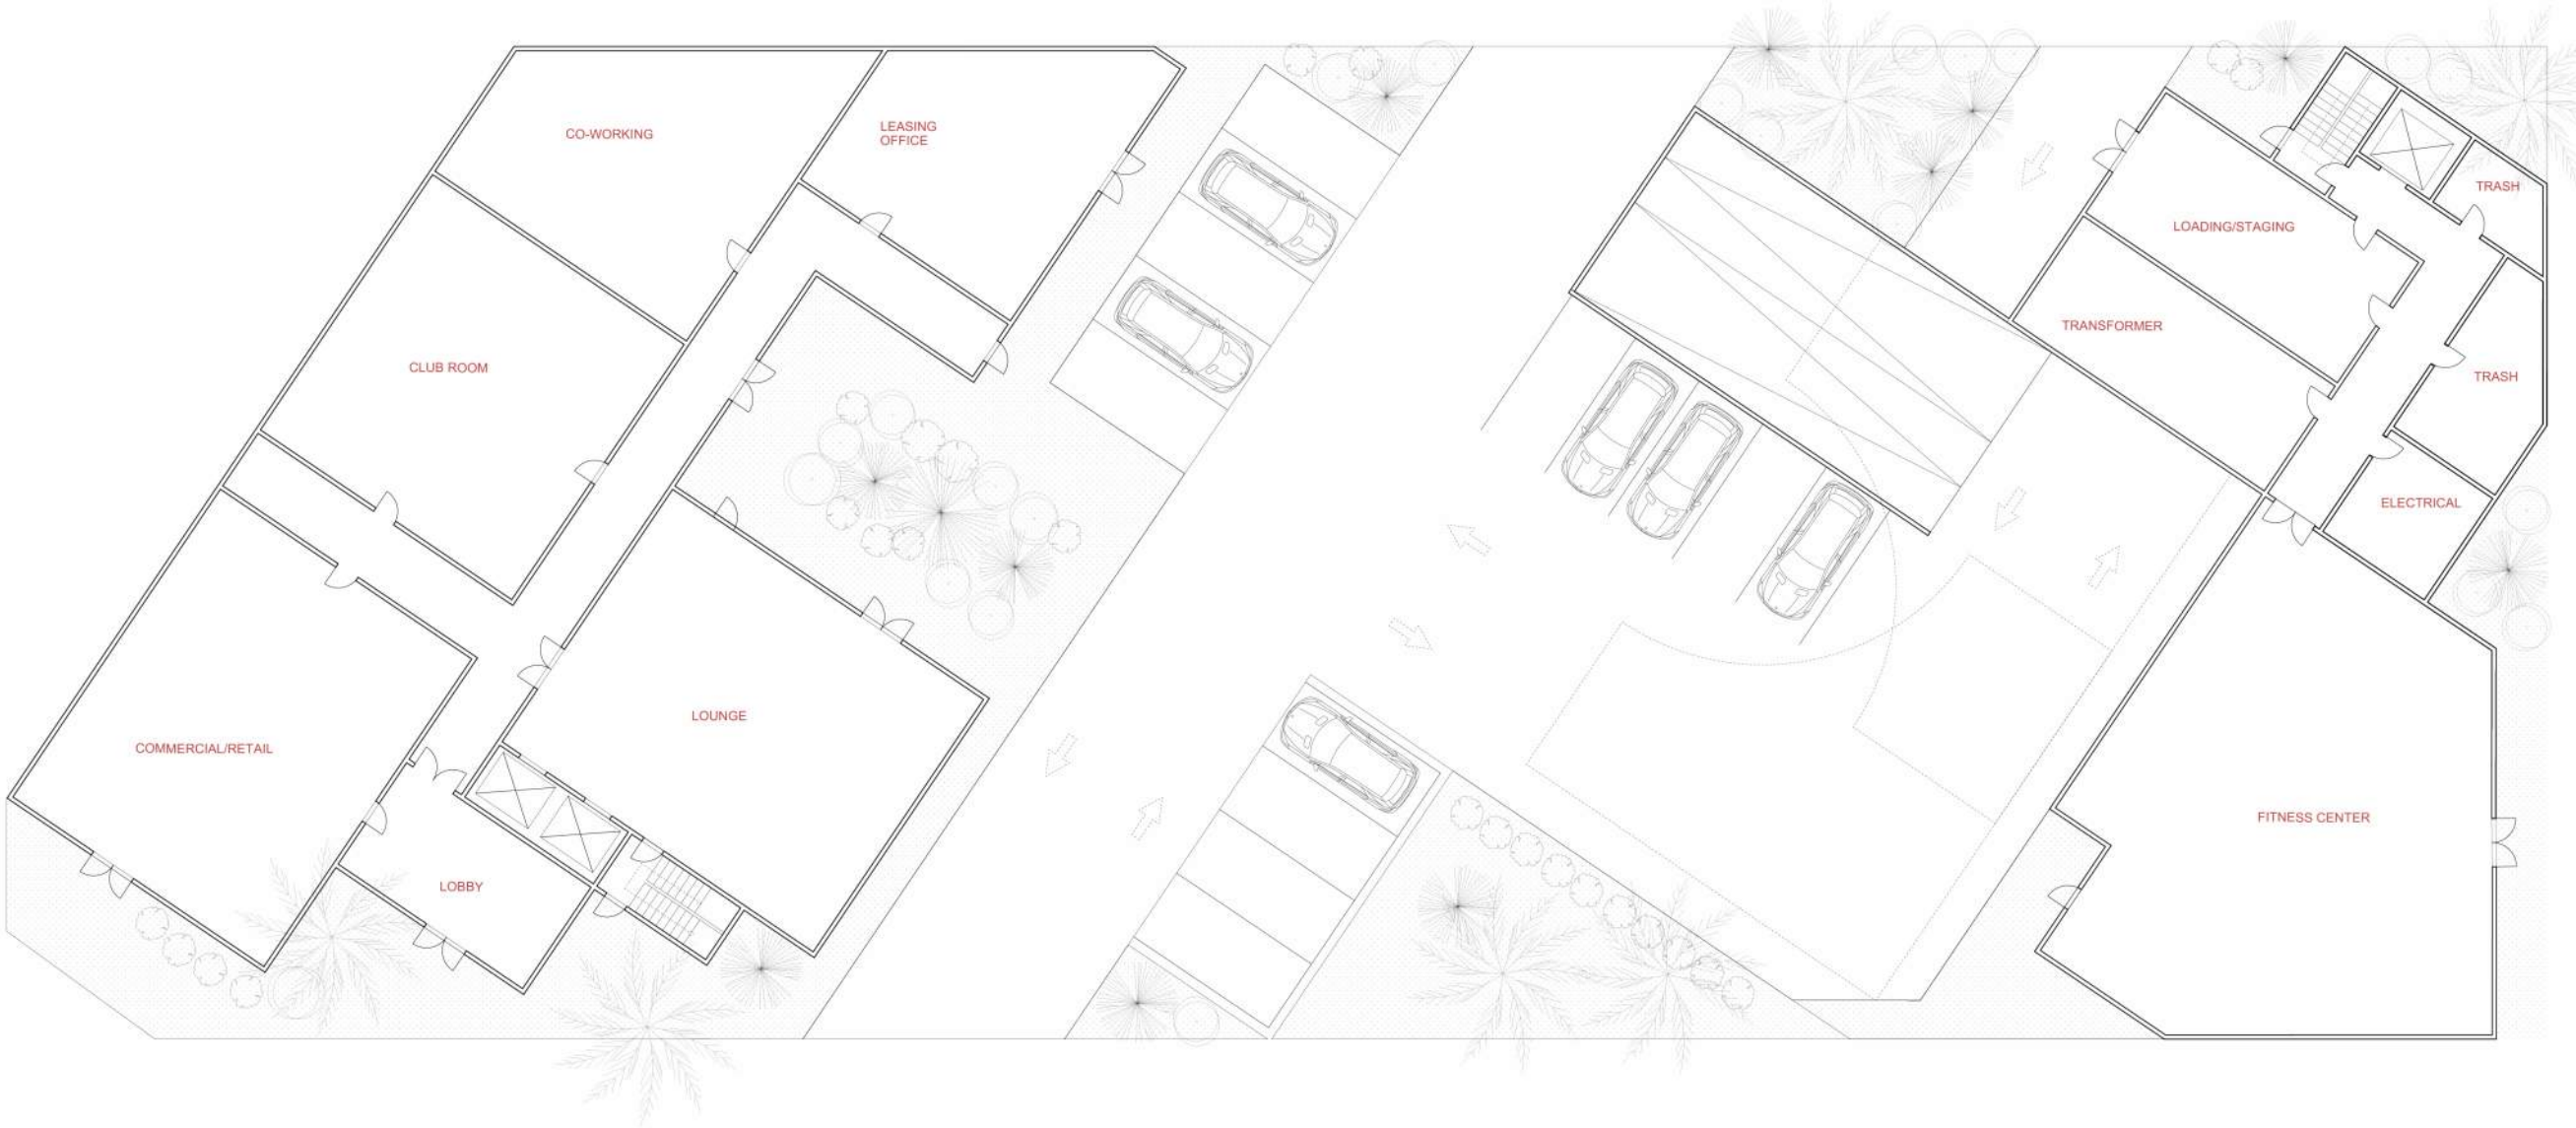 CO-WORKING
LEASING
OFFICE
CLUB ROOM
COMMERCIAL/RETAIL
LOUNGE
LOBBY
TRASH
LOADING/STAGING
TRANSFORMER
TRASH
ELECTRICAL
FITNESS CENTER